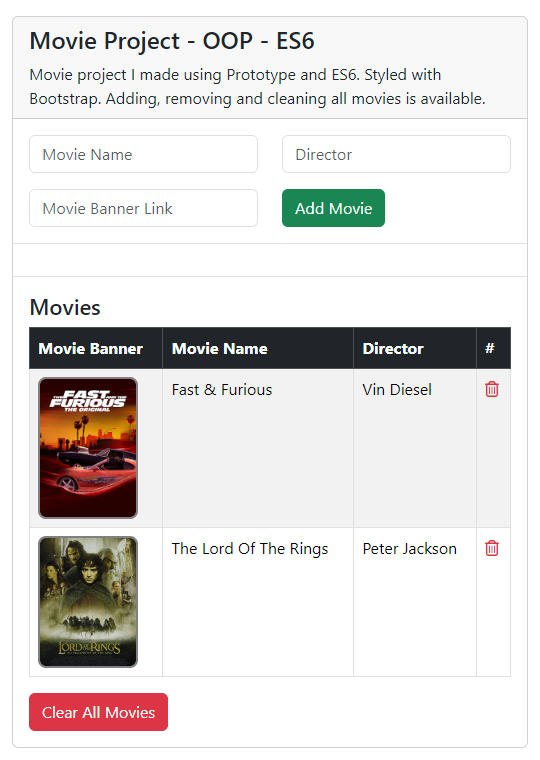 Movie Project - OOP - ES6
Movie project I made using Prototype and ES6. Styled with
Bootstrap. Adding, removing and cleaning all movies is available.
Movie Name
Director
Movie Banner Link
Add Movie
Movies
Movie Banner
Movie Name
Director
#
THE FAST AND THE
FURIOUS
THE ORIGINAL
Fast & Furious
Vin Diesel
LORD OF THE RINGS
The Lord Of The Rings
Peter Jackson
Clear All Movies